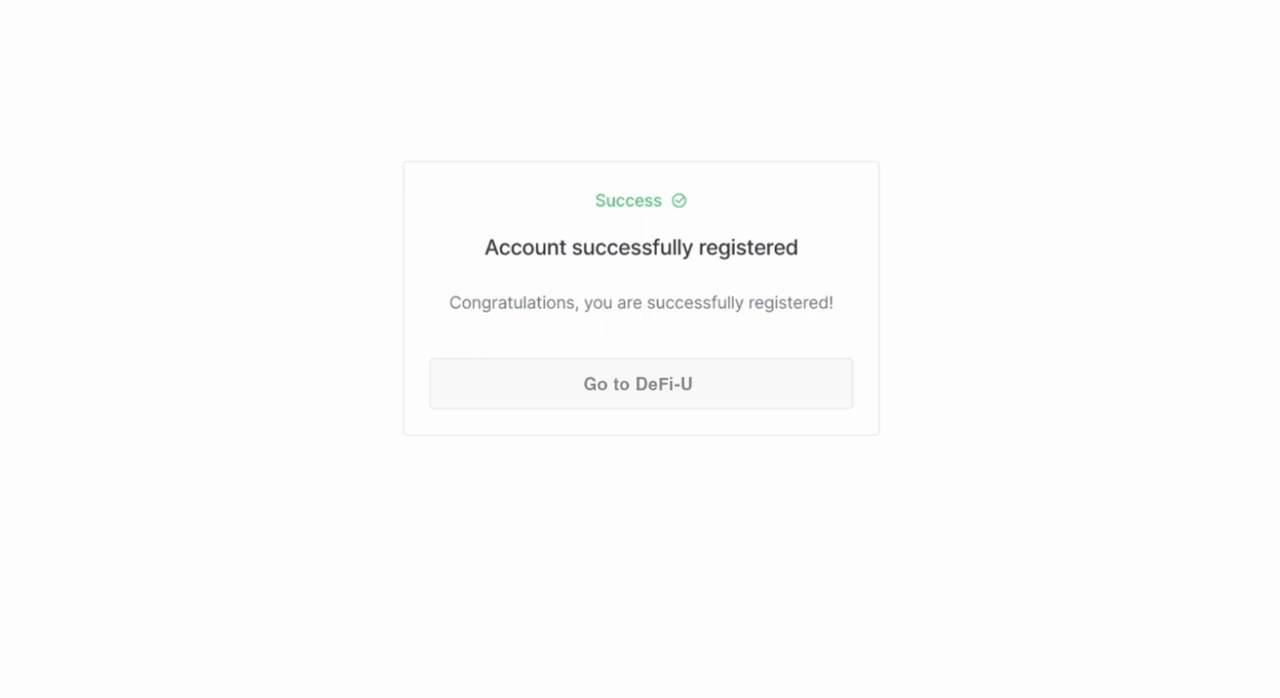 Success
Account successfully registered
Congratulations, you are successfully registered!
Go to DeFi-U